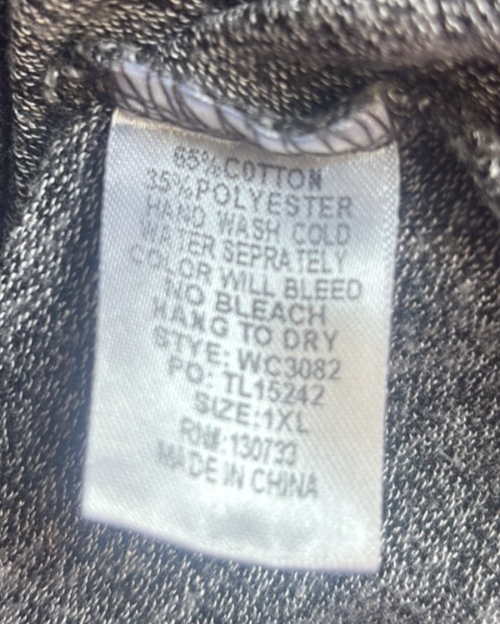 65% COTTON
35% POLYESTER
HAND WASH COLD
WATER SEPRATELY
COLOR WILL BLEED
NO BLEACH
HANG TO DRY
STYE: WC3082
PO: TL15242
SIZE:1XL
RN#:130733
MADE IN CHINA